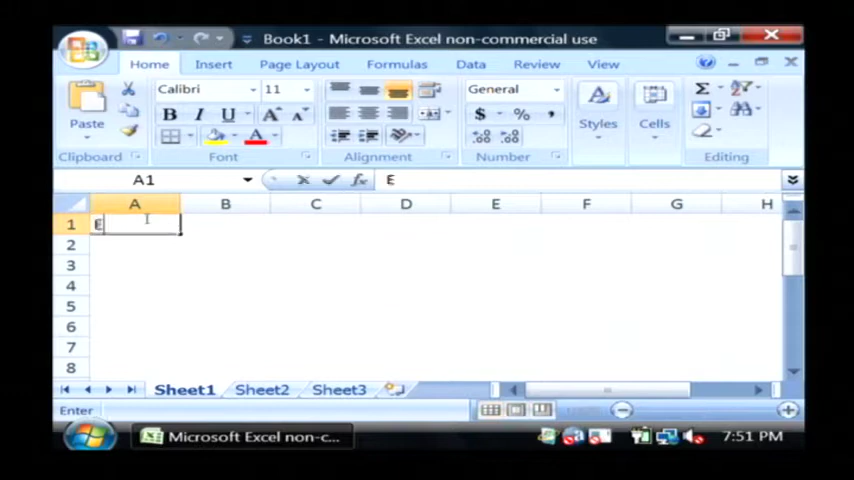 Book1 - Microsoft Excel non-commercial use
Home Insert Page Layout Formulas Data Review View
Calibri 11 General
B I U A A $ % , Σ
Paste Styles Cells
A
Clipboard Font Alignment Number Editing
A1 fx E
A B C D E F G H
1 E
2
3
4
5
6
7
8
Sheet1 Sheet2 Sheet3
Enter
Microsoft Excel non-c... 7:51 PM